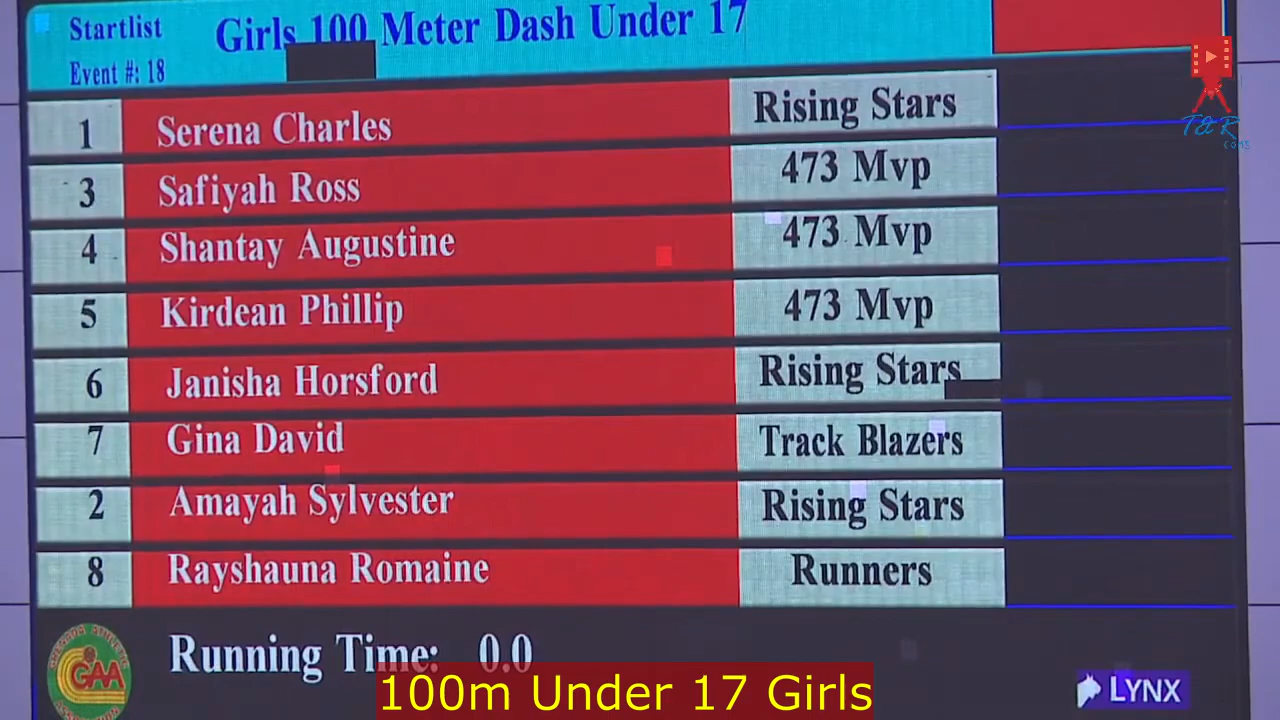 Startlist
Girls 100 Meter Dash Under 17
Event #: 18
1 Serena Charles Rising Stars
3 Safiyah Ross 473 Mvp
4 Shantay Augustine 473 Mvp
5 Kirdean Phillip 473 Mvp
6 Janisha Horsford Rising Stars
7 Gina David Track Blazers
2 Amayah Sylvester Rising Stars
8 Rayshauna Romaine Runners
Running Time: 0.0
GAA
LYNX
100m Under 17 Girls
T&R